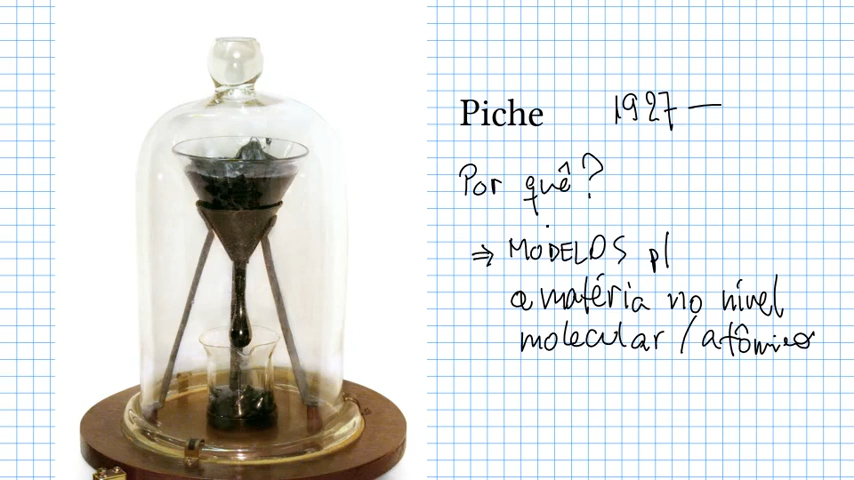 Piche 1927 —
Por quê?
⇒ MODELOS p/
a matéria no nível
molecular / atômico